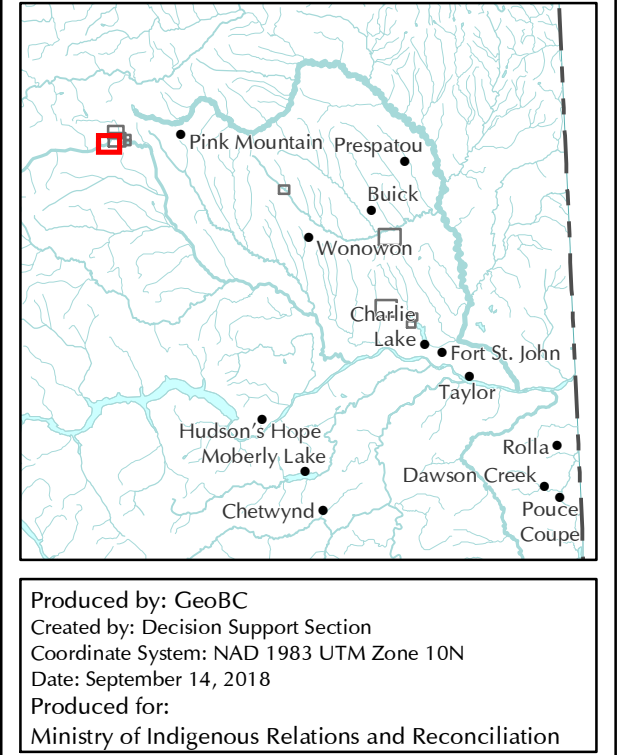 Pink Mountain
Prespatou
Buick
Wonowon
Charlie
Lake
Fort St. John
Taylor
Hudson's Hope
Moberly Lake
Rolla
Dawson Creek
Chetwynd
Pouce
Coupe
Produced by: GeoBC
Created by: Decision Support Section
Coordinate System: NAD 1983 UTM Zone 10N
Date: September 14, 2018
Produced for:
Ministry of Indigenous Relations and Reconciliation